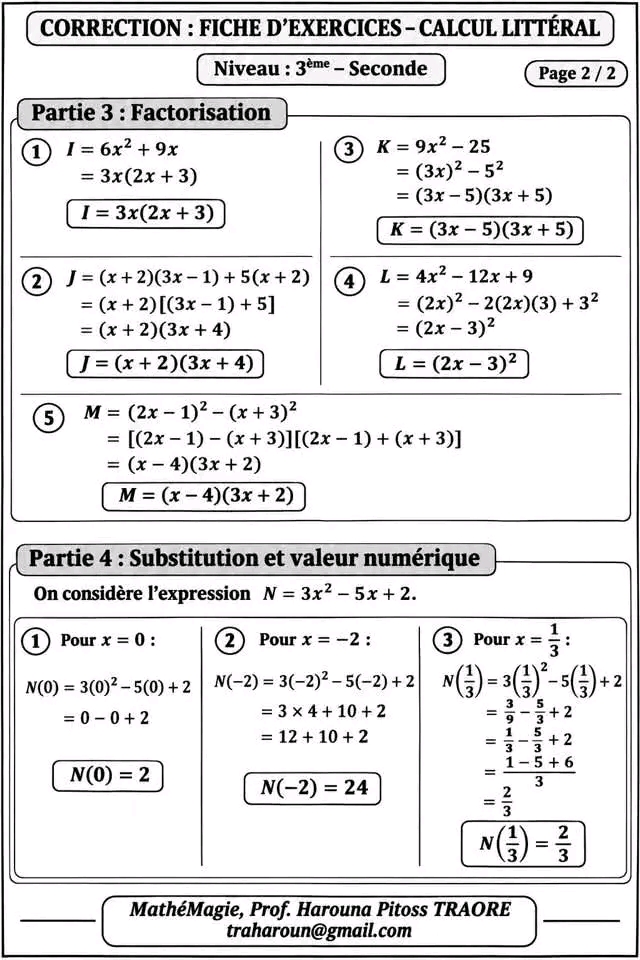 CORRECTION : FICHE D'EXERCICES – CALCUL LITTÉRAL
Niveau : 3ème – Seconde
Page 2 / 2
Partie 3 : Factorisation
1 I = 6x² + 9x
= 3x(2x + 3)
I = 3x(2x + 3)
3 K = 9x² − 25
= (3x)² − 5²
= (3x − 5)(3x + 5)
K = (3x − 5)(3x + 5)
2 J = (x + 2)(3x − 1) + 5(x + 2)
= (x + 2)[(3x − 1) + 5]
= (x + 2)(3x + 4)
J = (x + 2)(3x + 4)
4 L = 4x² − 12x + 9
= (2x)² − 2(2x)(3) + 3²
= (2x − 3)²
L = (2x − 3)²
5 M = (2x − 1)² − (x + 3)²
= [(2x − 1) − (x + 3)][(2x − 1) + (x + 3)]
= (x − 4)(3x + 2)
M = (x − 4)(3x + 2)
Partie 4 : Substitution et valeur numérique
On considère l'expression N = 3x² − 5x + 2.
1 Pour x = 0 :
N(0) = 3(0)² − 5(0) + 2
= 0 − 0 + 2
N(0) = 2
2 Pour x = −2 :
N(−2) = 3(−2)² − 5(−2) + 2
= 3 × 4 + 10 + 2
= 12 + 10 + 2
N(−2) = 24
3 Pour x = 1/3 :
N(1/3) = 3(1/3)² − 5(1/3) + 2
= 3/9 − 5/3 + 2
= 1/3 − 5/3 + 2
= (1 − 5 + 6)/3
= 2/3
N(1/3) = 2/3
MathéMagie, Prof. Harouna Pitoss TRAORE
traharoun@gmail.com